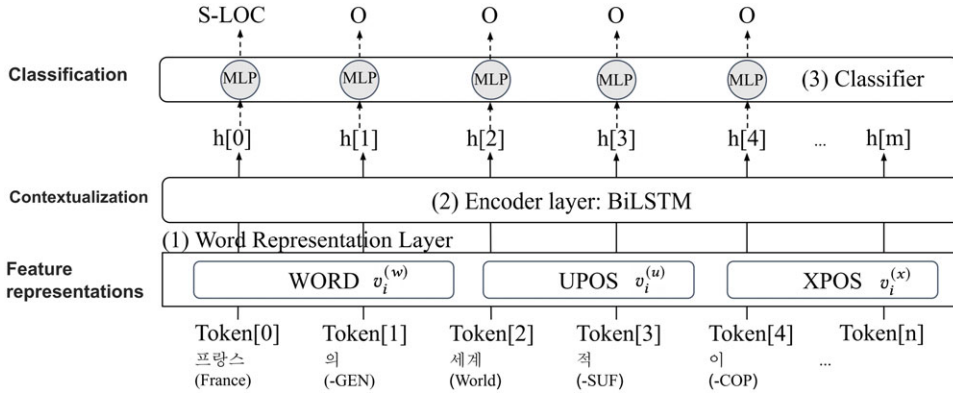 S-LOC O O O O
Classification
MLP MLP MLP MLP MLP (3) Classifier
h[0] h[1] h[2] h[3] h[4] ... h[m]
Contextualization
(2) Encoder layer: BiLSTM
(1) Word Representation Layer
Feature
representations
WORD v_i^(w) UPOS v_i^(u) XPOS v_i^(x)
Token[0] Token[1] Token[2] Token[3] Token[4] Token[n]
프랑스 의 세계 적 이 ...
(France) (-GEN) (World) (-SUF) (-COP)